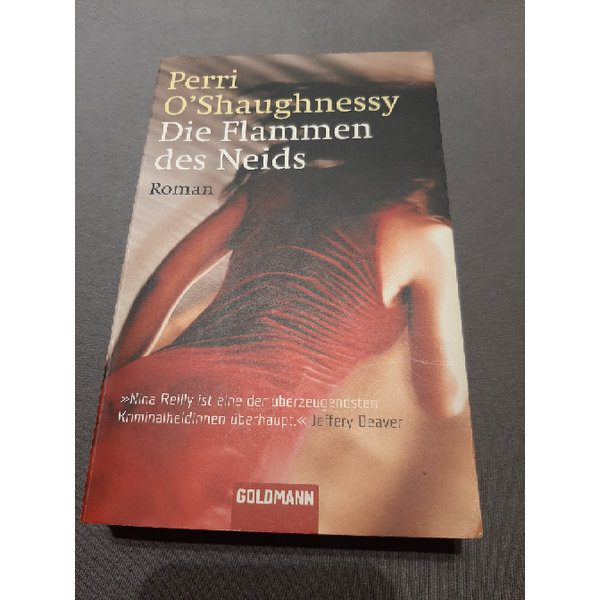 Perri
O'Shaughnessy
Die Flammen
des Neids
Roman
»Nina Reilly ist eine der überzeugendsten
Kriminalheldinnen überhaupt.« Jeffery Deaver
GOLDMANN